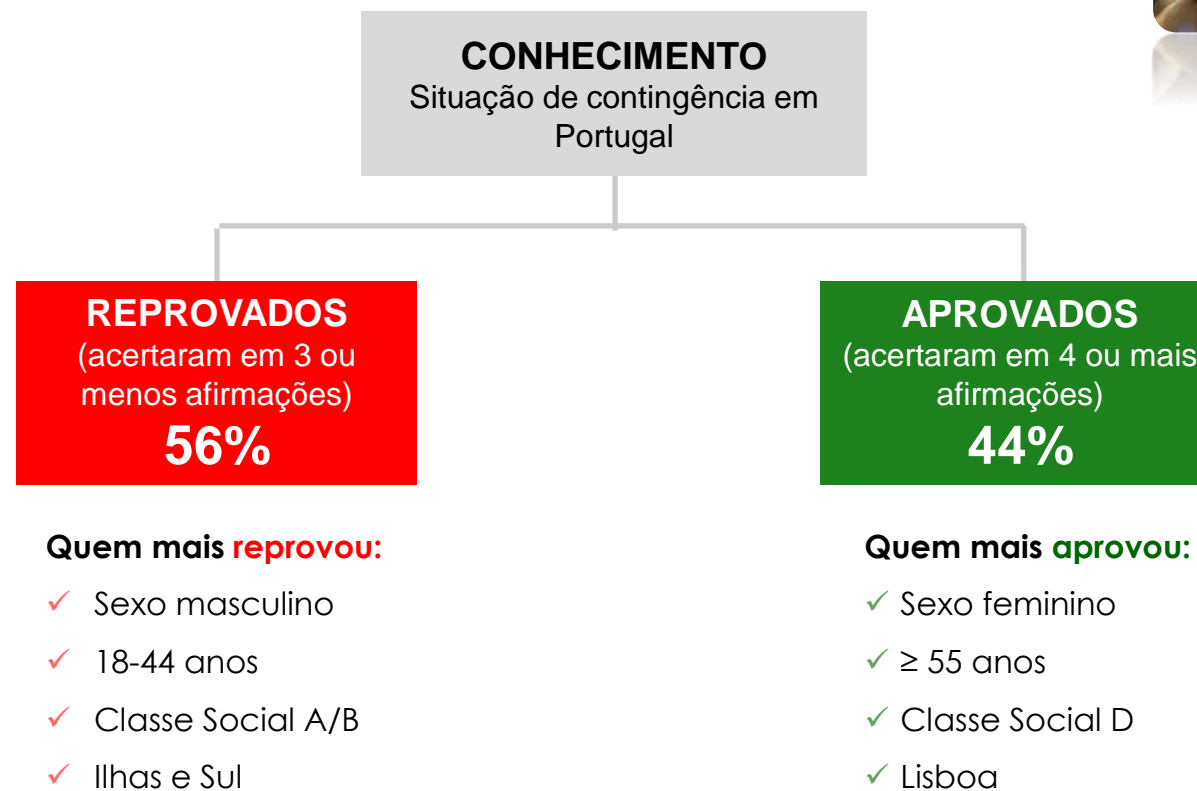 CONHECIMENTO
Situação de contingência em
Portugal
REPROVADOS
(acertaram em 3 ou
menos afirmações)
56%
APROVADOS
(acertaram em 4 ou mais
afirmações)
44%
Quem mais reprovou:
✓ Sexo masculino
✓ 18-44 anos
✓ Classe Social A/B
✓ Ilhas e Sul
Quem mais aprovou:
✓ Sexo feminino
✓ ≥ 55 anos
✓ Classe Social D
✓ Lisboa